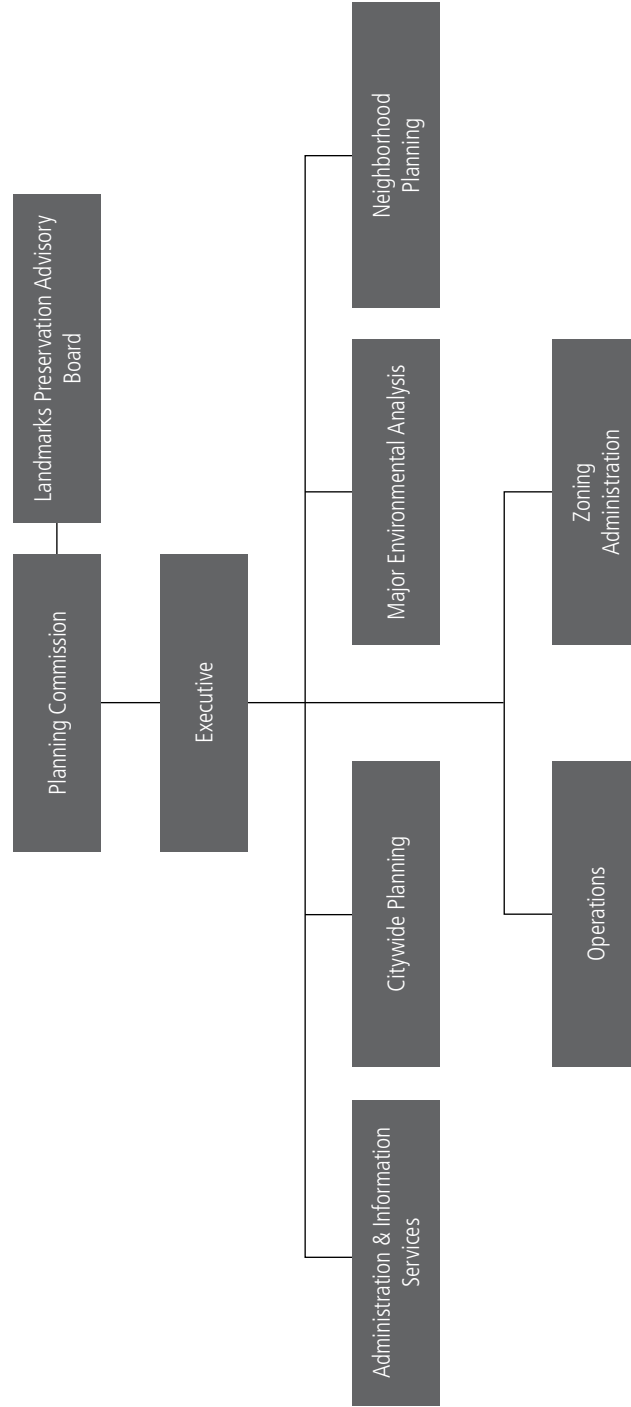 Planning Commission
Landmarks Preservation Advisory
Board
Executive
Administration & Information
Services
Citywide Planning
Major Environmental Analysis
Neighborhood
Planning
Operations
Zoning
Administration